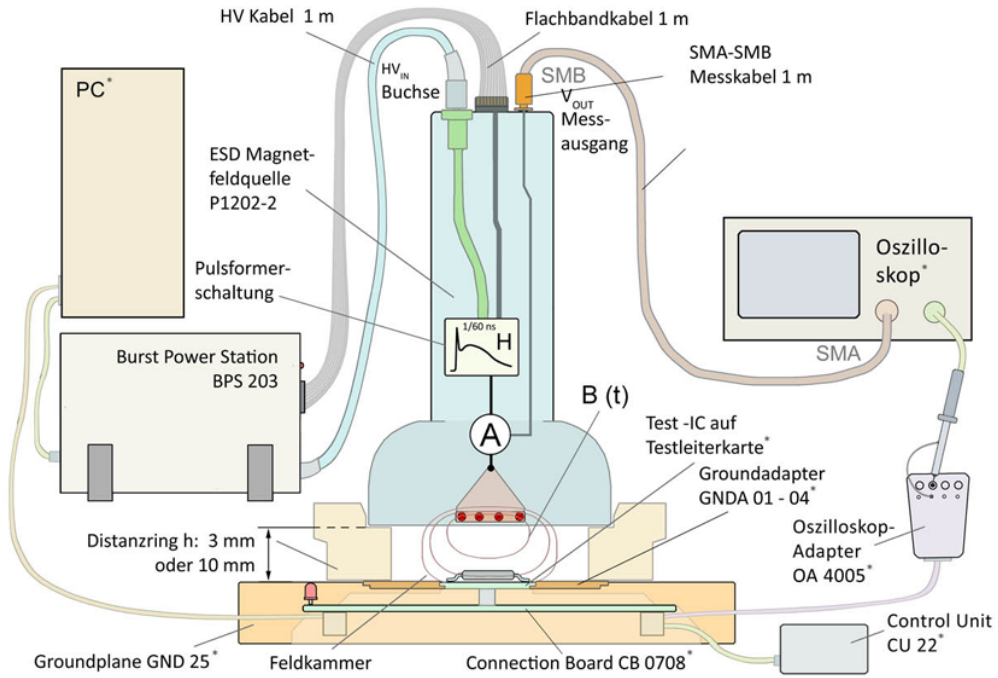 HV Kabel 1 m
Flachbandkabel 1 m
SMA-SMB
Messkabel 1 m
PC*
HV IN
Buchse
SMB
V OUT
Mess-
ausgang
ESD Magnet-
feldquelle
P1202-2
Oszillo-
skop*
Pulsformer-
schaltung
1/60 ns
H
SMA
Burst Power Station
BPS 203
B (t)
A
Test -IC auf
Testleiterkarte*
Groundadapter
GNDA 01 - 04*
Distanzring h: 3 mm
oder 10 mm
Oszilloskop-
Adapter
OA 4005*
Control Unit
CU 22*
Groundplane GND 25*
Feldkammer
Connection Board CB 0708*